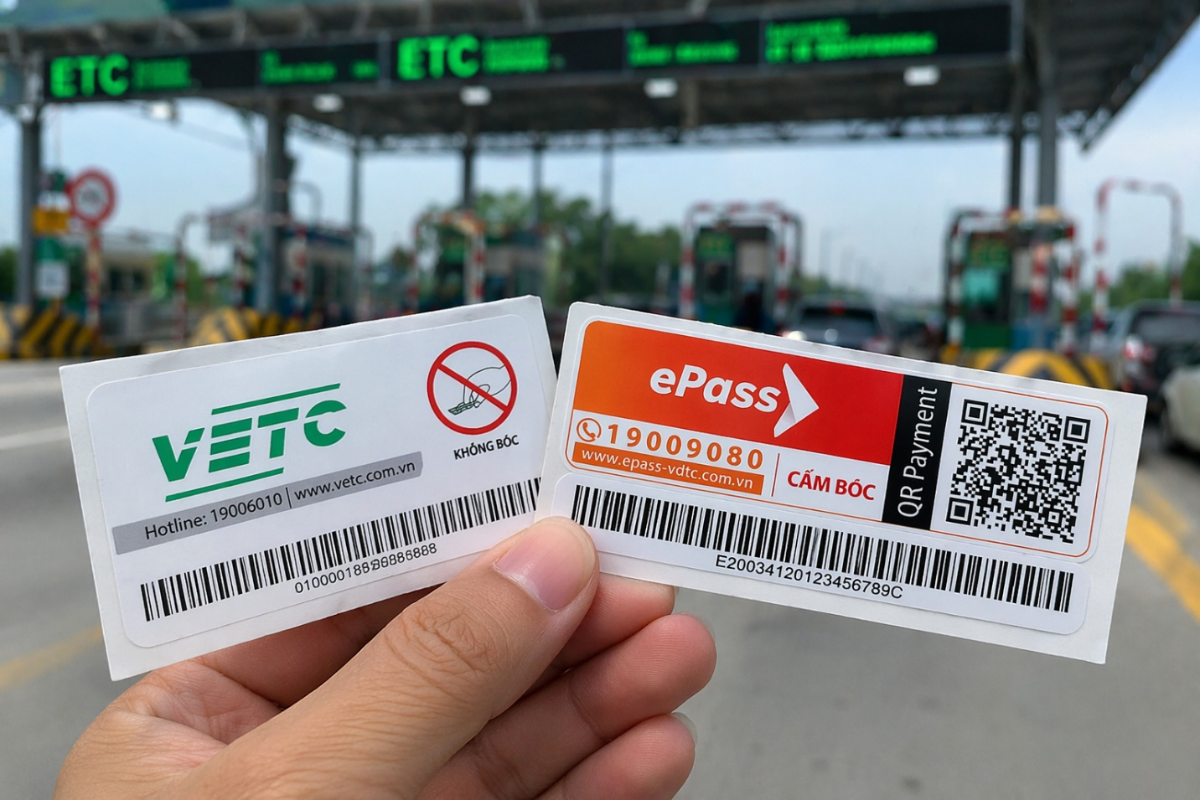 ETC
ETC
VETC
KHÔNG BÓC
Hotline: 19006010 | www.vetc.com.vn
ePass
19009080
www.epass-vdtc.com.vn
CẤM BÓC
QR Payment
E20034120123456789C